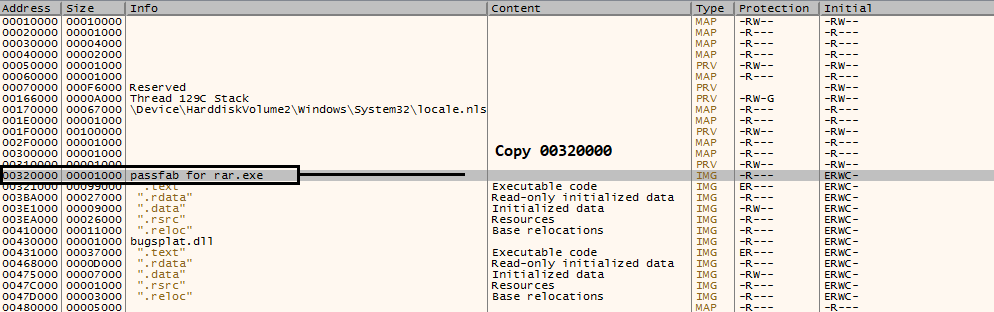 Address Size Info Content Type Protection Initial
00010000 00010000 MAP -RW-- -RW--
00020000 00001000 MAP -R--- -R---
00030000 00004000 MAP -R--- -R---
00040000 00002000 MAP -R--- -R---
00050000 00001000 PRV -RW-- -RW--
00060000 00001000 MAP -R--- -R---
00070000 000F6000 Reserved PRV -RW--
00166000 0000A000 Thread 129C Stack PRV -RW-G -RW--
00170000 00067000 \Device\HarddiskVolume2\Windows\System32\locale.nls MAP -R--- -R---
001E0000 00001000 MAP -R--- -R---
001F0000 00100000 PRV -RW-- -RW--
002F0000 00001000 MAP -R--- -R---
00300000 00001000 Copy 00320000 MAP -R--- -R---
00310000 00001000 PRV -RW-- -RW--
00320000 00001000 passfab for rar.exe IMG -R--- ERWC-
00321000 00099000 ".text" Executable code IMG ER--- ERWC-
003BA000 00027000 ".rdata" Read-only initialized data IMG -R--- ERWC-
003E1000 00009000 ".data" Initialized data IMG -RW-- ERWC-
003EA000 00026000 ".rsrc" Resources IMG -R--- ERWC-
00410000 00011000 ".reloc" Base relocations IMG -R--- ERWC-
00430000 00001000 bugsplat.dll IMG -R--- ERWC-
00431000 00037000 ".text" Executable code IMG ER--- ERWC-
00468000 0000D000 ".rdata" Read-only initialized data IMG -R--- ERWC-
00475000 00007000 ".data" Initialized data IMG -RW-- ERWC-
0047C000 00001000 ".rsrc" Resources IMG -R--- ERWC-
0047D000 00003000 ".reloc" Base relocations IMG -R--- ERWC-
00480000 00005000 MAP -R--- -R---